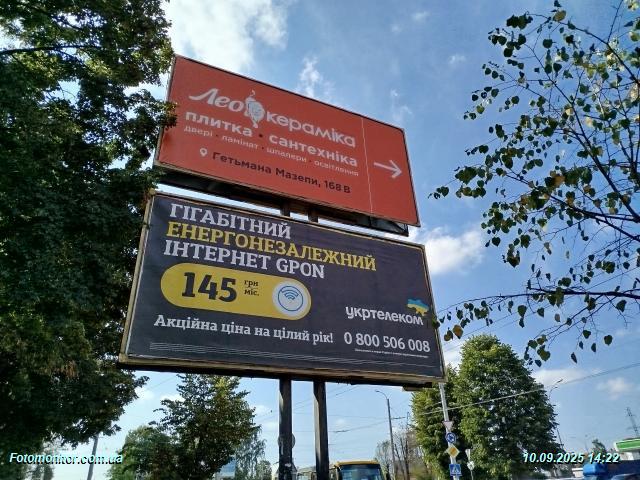 Лео кераміка
плитка • сантехніка
двері • ламінат • шпалери • освітлення
Гетьмана Мазепи, 168 В
ГІГАБІТНИЙ
ЕНЕРГОНЕЗАЛЕЖНИЙ
ІНТЕРНЕТ GPON
145 грн міс.
укртелеком
Акційна ціна на цілий рік!
0 800 506 008
Fotomonitor.com.ua
10.09.2025 14:22